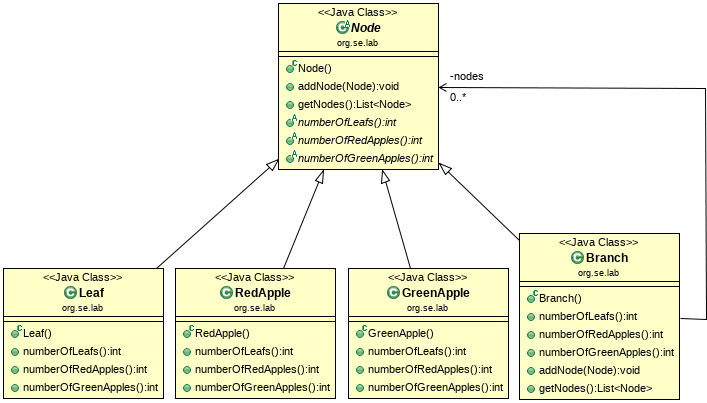 <<Java Class>>
Node
org.se.lab
Node()
addNode(Node):void
getNodes():List<Node>
numberOfLeafs():int
numberOfRedApples():int
numberOfGreenApples():int
-nodes
0..*
<<Java Class>>
Leaf
org.se.lab
Leaf()
numberOfLeafs():int
numberOfRedApples():int
numberOfGreenApples():int
<<Java Class>>
RedApple
org.se.lab
RedApple()
numberOfLeafs():int
numberOfRedApples():int
numberOfGreenApples():int
<<Java Class>>
GreenApple
org.se.lab
GreenApple()
numberOfLeafs():int
numberOfRedApples():int
numberOfGreenApples():int
<<Java Class>>
Branch
org.se.lab
Branch()
numberOfLeafs():int
numberOfRedApples():int
numberOfGreenApples():int
addNode(Node):void
getNodes():List<Node>